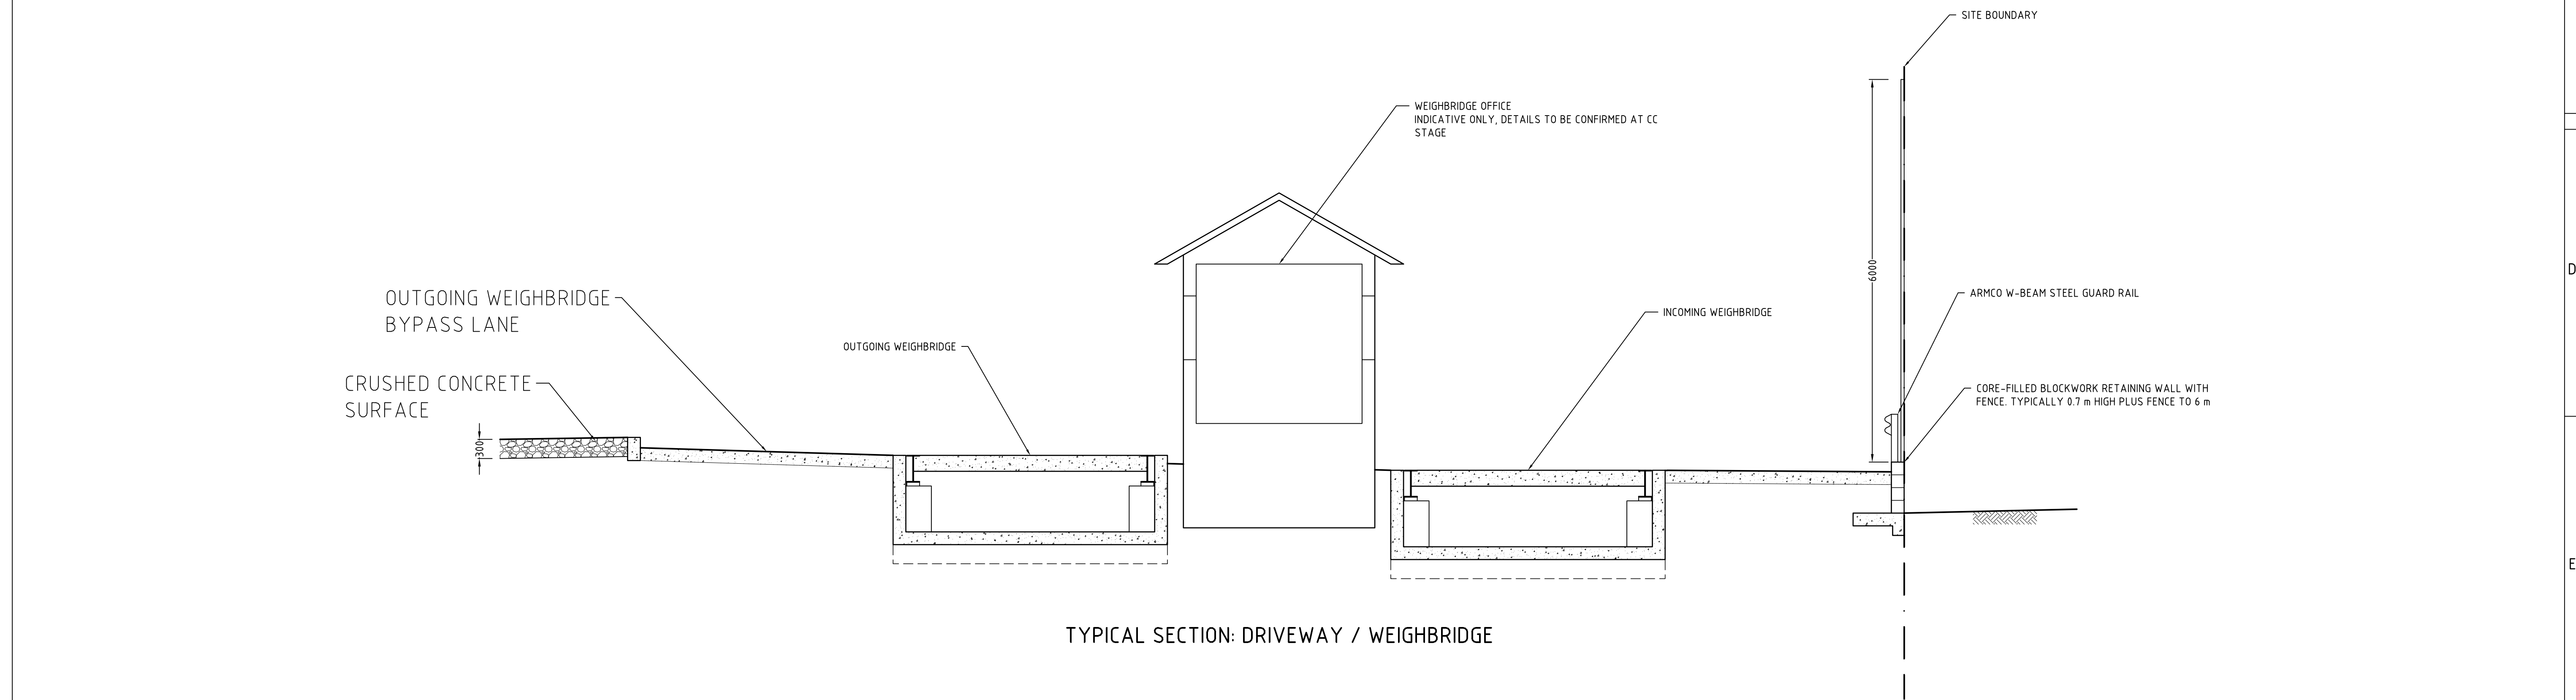 SITE BOUNDARY
WEIGHBRIDGE OFFICE
INDICATIVE ONLY, DETAILS TO BE CONFIRMED AT CC
STAGE
6000
D
OUTGOING WEIGHBRIDGE
BYPASS LANE
ARMCO W-BEAM STEEL GUARD RAIL
INCOMING WEIGHBRIDGE
OUTGOING WEIGHBRIDGE
CRUSHED CONCRETE
SURFACE
CORE-FILLED BLOCKWORK RETAINING WALL WITH
FENCE. TYPICALLY 0.7 m HIGH PLUS FENCE TO 6 m
300
E
TYPICAL SECTION: DRIVEWAY / WEIGHBRIDGE